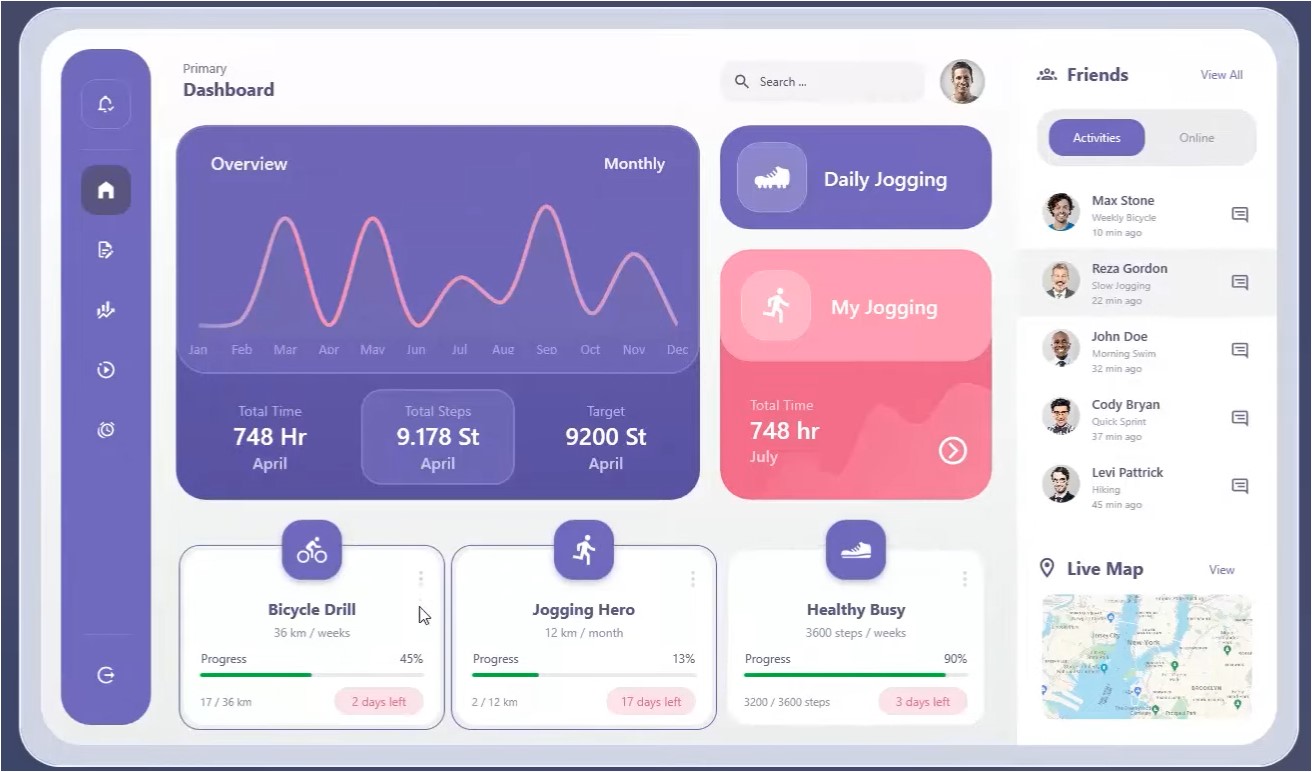 Primary
Dashboard
Search ...
Overview
Monthly
Jan Feb Mar Apr May Jun Jul Aug Sep Oct Nov Dec
Total Time
748 Hr
April
Total Steps
9.178 St
April
Target
9200 St
April
Daily Jogging
My Jogging
Total Time
748 hr
July
Bicycle Drill
36 km / weeks
Progress 45%
17 / 36 km
2 days left
Jogging Hero
12 km / month
Progress 13%
2 / 12 km
17 days left
Healthy Busy
3600 steps / weeks
Progress 90%
3200 / 3600 steps
3 days left
Friends
View All
Activities
Online
Max Stone
Weekly Bicycle
10 min ago
Reza Gordon
Slow Jogging
22 min ago
John Doe
Morning Swim
32 min ago
Cody Bryan
Quick Sprint
37 min ago
Levi Pattrick
Hiking
45 min ago
Live Map
View
Jersey City
New York
BROOKLYN